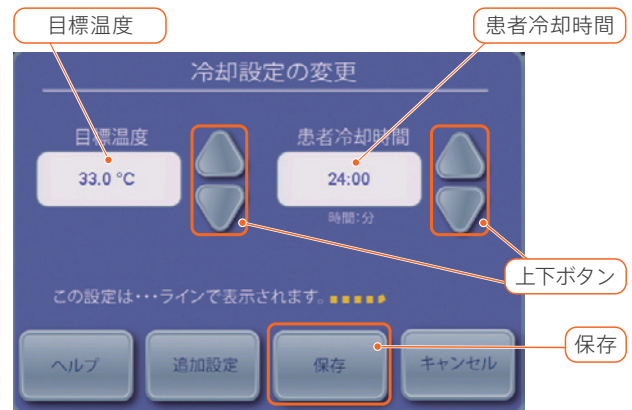 目標温度
患者冷却時間
冷却設定の変更
目標温度
患者冷却時間
33.0 °C
24:00
時間:分
上下ボタン
この設定は･･･ラインで表示されます。
保存
ヘルプ
追加設定
保存
キャンセル